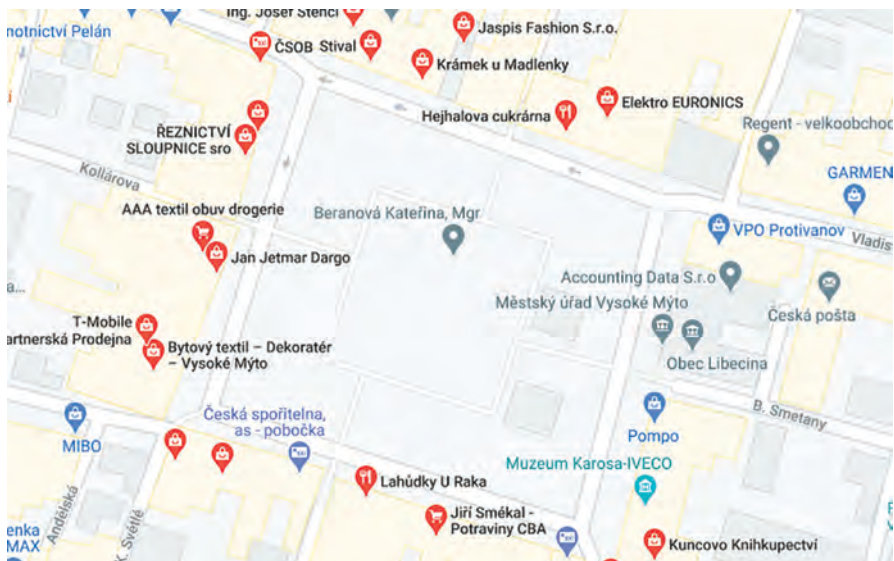 Ing. Josef Stencl
notnictví Pelán
ČSOB
Stival
Jaspis Fashion S.r.o.
Krámek u Madlenky
Elektro EURONICS
Hejhalova cukrárna
Regent - velkoobchod
ŘEZNICTVÍ
SLOUPNICE sro
Kollárova
GARMEN
AAA textil obuv drogerie
Beranová Kateřina, Mgr
VPO Protivanov
Vladis
Jan Jetmar Dargo
Accounting Data S.r.o
a...
Městský úřad Vysoké Mýto
Česká pošta
T-Mobile
artnerská Prodejna
Bytový textil – Dekoratér
– Vysoké Mýto
Obec Libecina
Česká spořitelna,
as - pobočka
B. Smetany
MIBO
Pompo
Muzeum Karosa-IVECO
Lahůdky U Raka
Andělská
K. Světlé
Jiří Smékal -
Potraviny CBA
enka
MAX
Kuncovo Knihkupectví